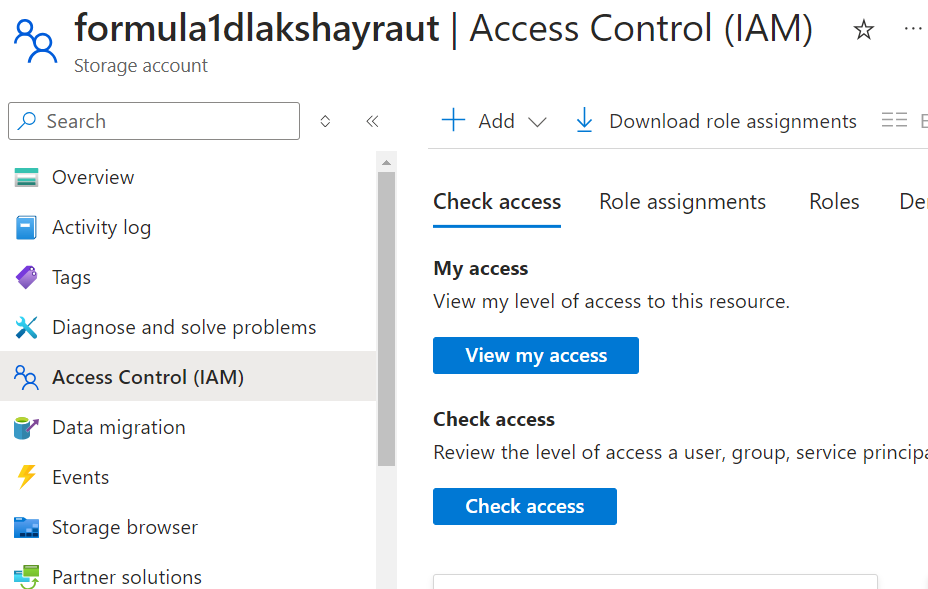 formula1dlakshayraut | Access Control (IAM)
Storage account
Search
Add
Download role assignments
Overview
Activity log
Tags
Diagnose and solve problems
Access Control (IAM)
Data migration
Events
Storage browser
Partner solutions
Check access
Role assignments
Roles
My access
View my level of access to this resource.
View my access
Check access
Review the level of access a user, group, service
Check access